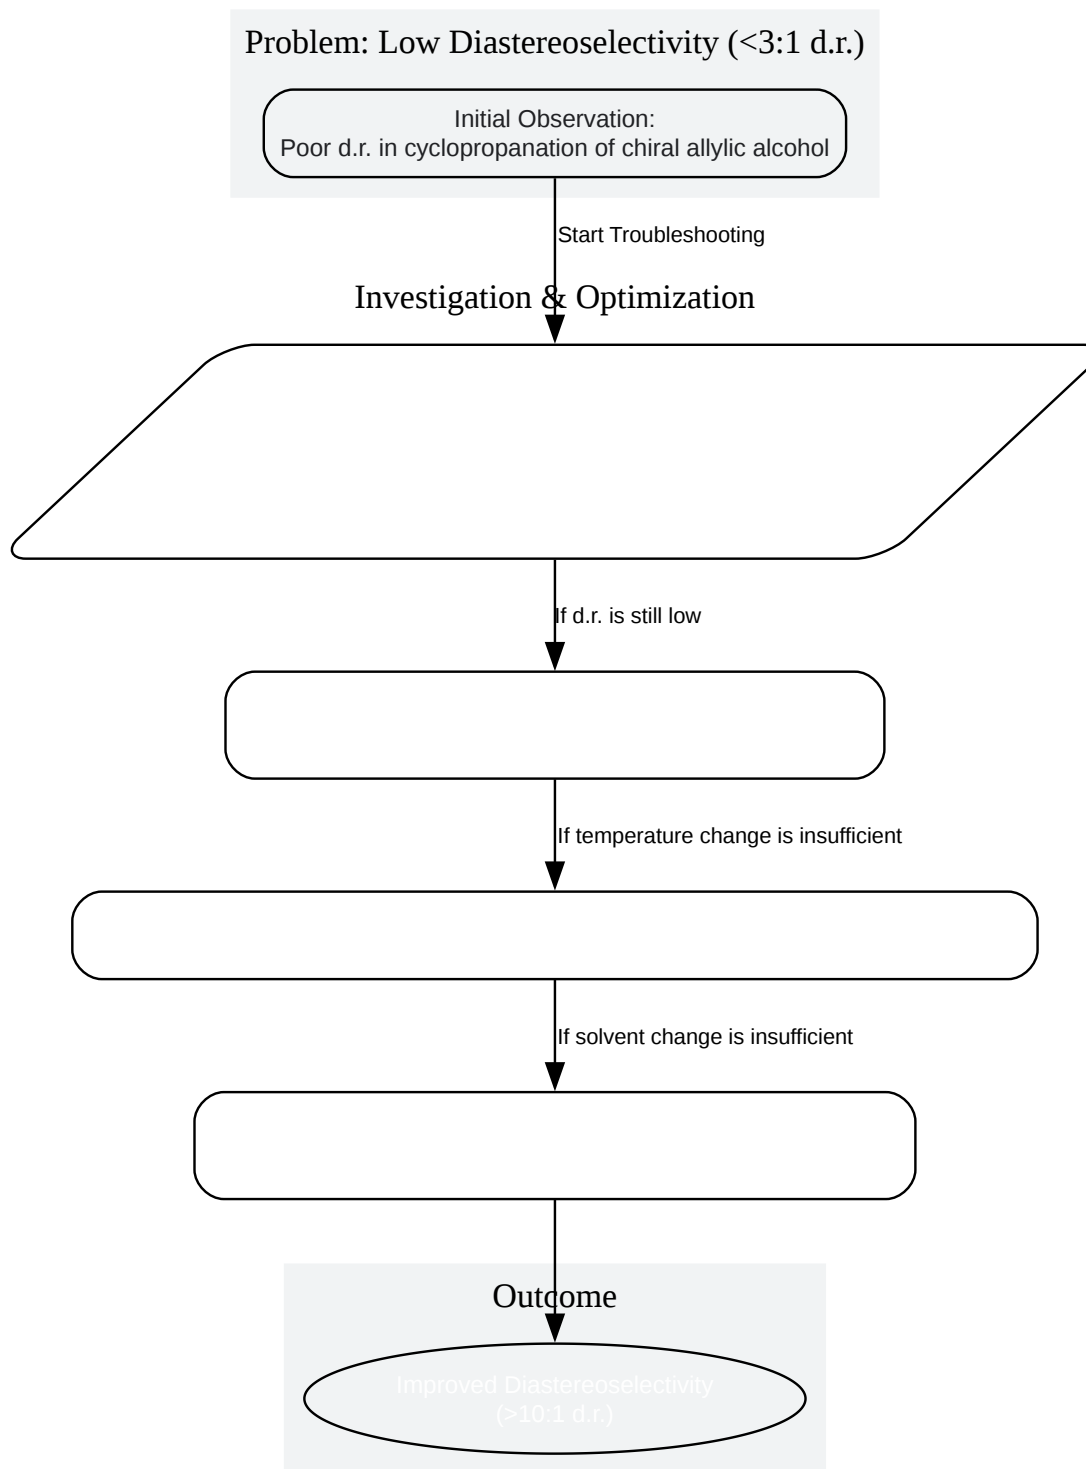 Problem: Low Diastereoselectivity (<3:1 d.r.)
Initial Observation:
Poor d.r. in cyclopropanation of chiral allylic alcohol
Start Troubleshooting
Investigation & Optimization
If d.r. is still low
If temperature change is insufficient
If solvent change is insufficient
Outcome
Improved Diastereoselectivity
(>10:1 d.r.)